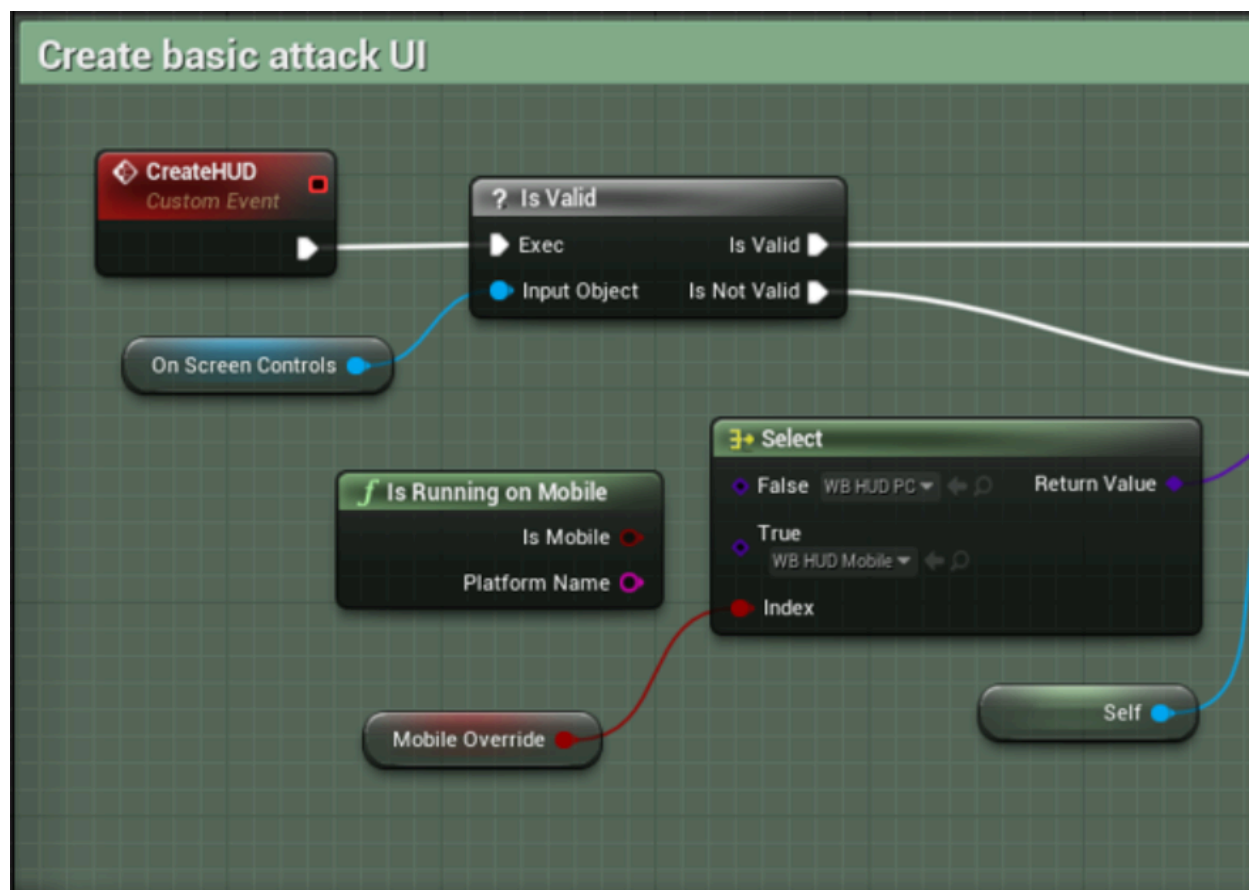 Create basic attack UI
CreateHUD
Custom Event
? Is Valid
Exec Is Valid
Input Object Is Not Valid
On Screen Controls
Select
False WB HUD PC Return Value
True
WB HUD Mobile
Index
f Is Running on Mobile
Is Mobile
Platform Name
Mobile Override
Self